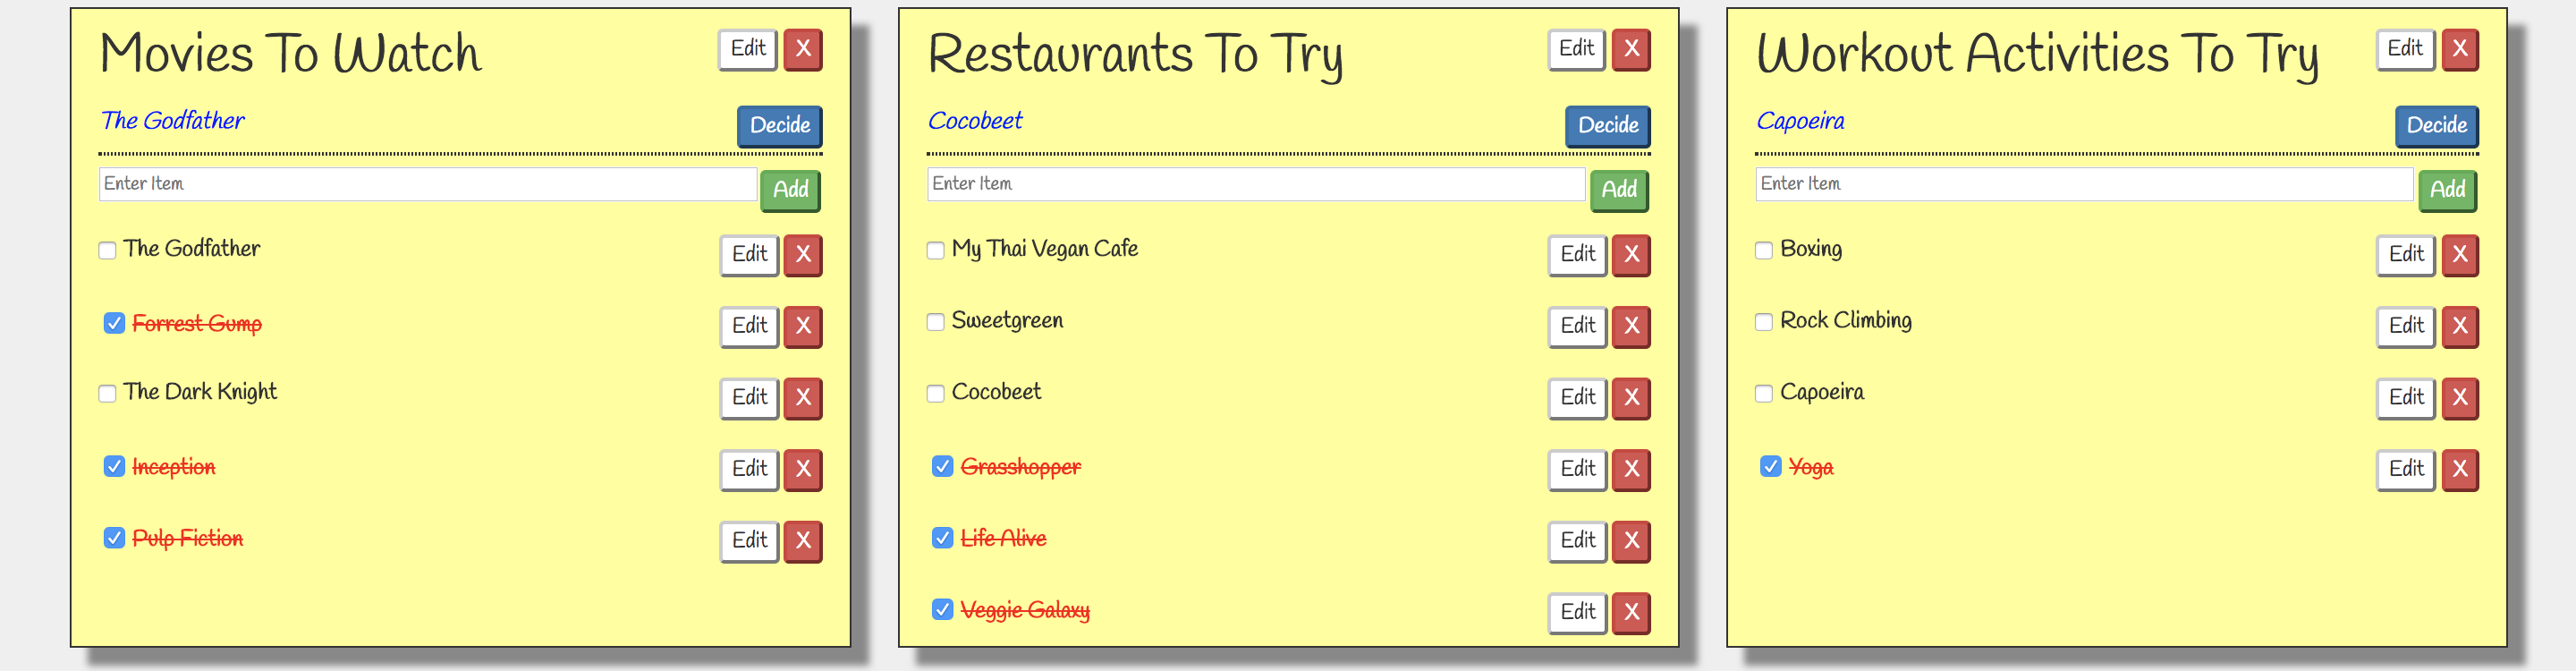 Movies To Watch Edit X
The Godfather Decide
Enter Item Add
The Godfather Edit X
Forrest Gump Edit X
The Dark Knight Edit X
Inception Edit X
Pulp Fiction Edit X
Restaurants To Try Edit X
Cocobeet Decide
Enter Item Add
My Thai Vegan Cafe Edit X
Sweetgreen Edit X
Cocobeet Edit X
Grasshopper Edit X
Life Alive Edit X
Veggie Galaxy Edit X
Workout Activities To Try Edit X
Capoeira Decide
Enter Item Add
Boxing Edit X
Rock Climbing Edit X
Capoeira Edit X
Yoga Edit X